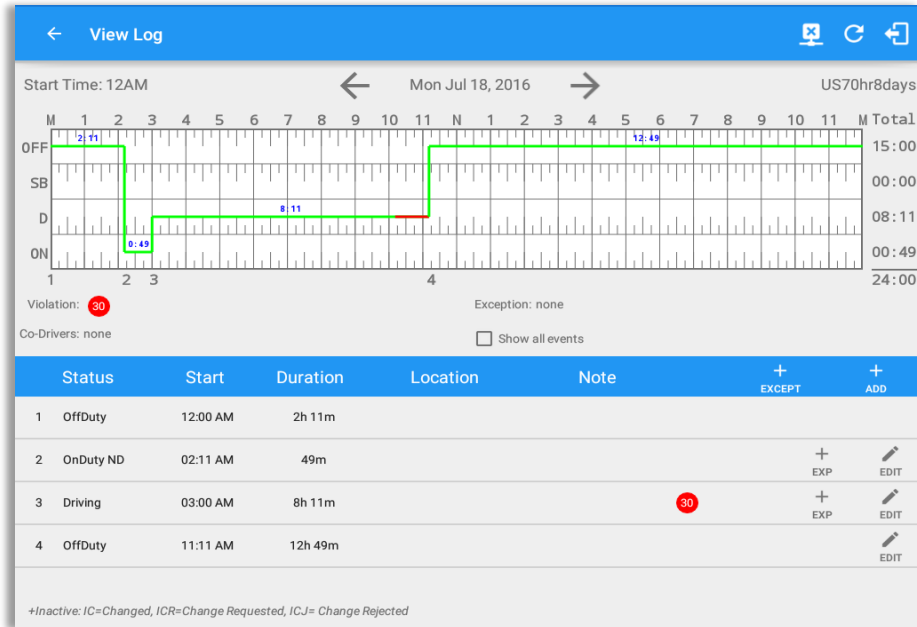 View Log
Start Time: 12AM Mon Jul 18, 2016 US70hr8days
M 1 2 3 4 5 6 7 8 9 10 11 N 1 2 3 4 5 6 7 8 9 10 11 M Total
OFF 2:11 12:49 15:00
SB 00:00
D 8:11 08:11
ON 0:49 00:49
1 2 3 4 24:00
Violation: 30 Exception: none
Co-Drivers: none Show all events
Status Start Duration Location Note + EXCEPT + ADD
1 OffDuty 12:00 AM 2h 11m
2 OnDuty ND 02:11 AM 49m + EXP EDIT
3 Driving 03:00 AM 8h 11m 30 + EXP EDIT
4 OffDuty 11:11 AM 12h 49m EDIT
+Inactive: IC=Changed, ICR=Change Requested, ICJ= Change Rejected